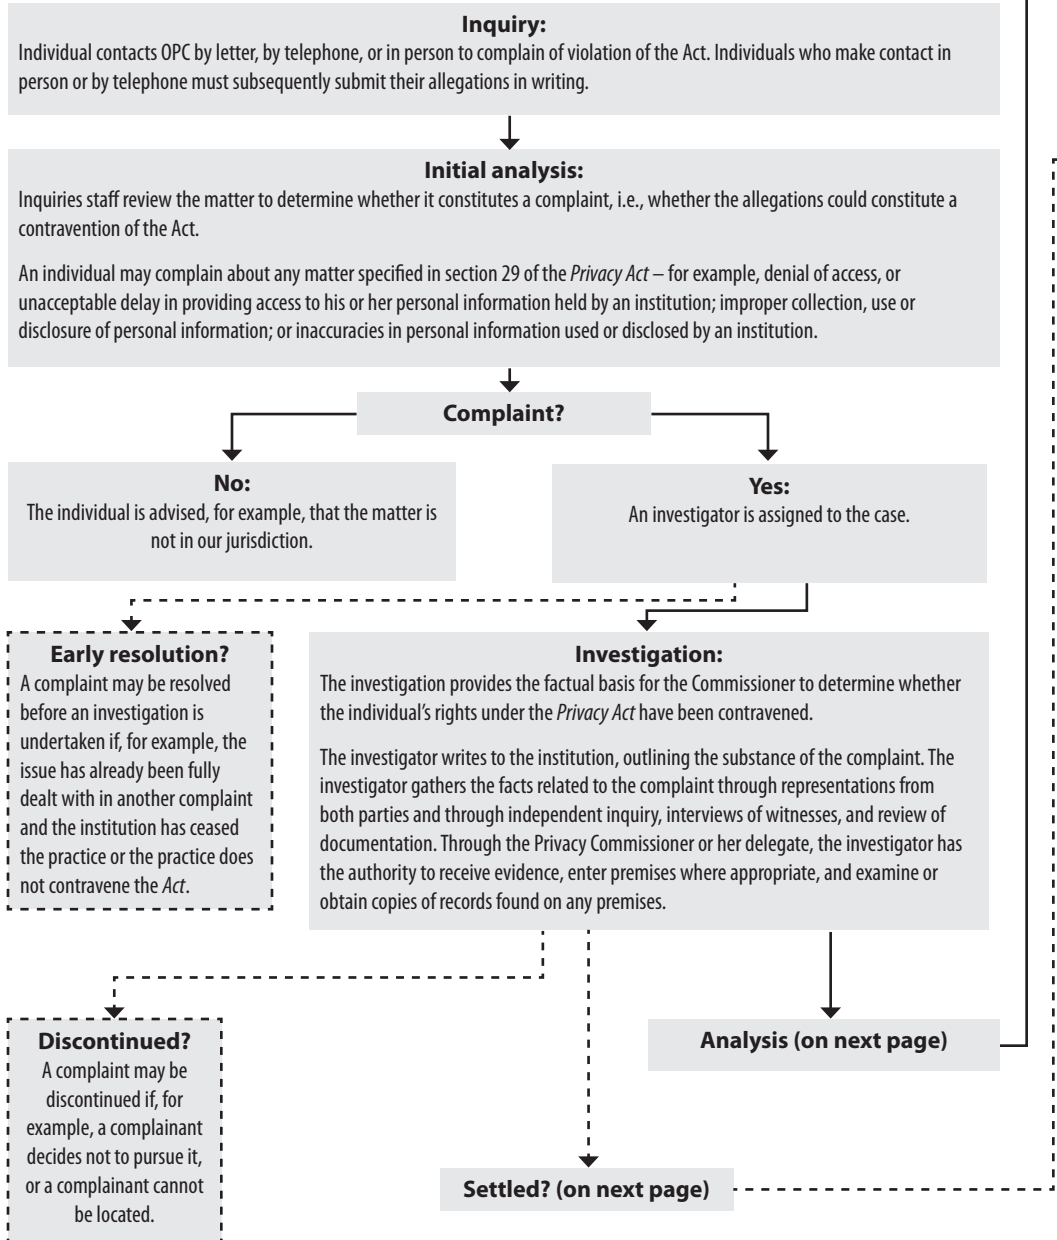 Inquiry:
Individual contacts OPC by letter, by telephone, or in person to complain of violation of the Act. Individuals who make contact in
person or by telephone must subsequently submit their allegations in writing.
Initial analysis:
Inquiries staff review the matter to determine whether it constitutes a complaint, i.e., whether the allegations could constitute a
contravention of the Act.
An individual may complain about any matter specified in section 29 of the Privacy Act – for example, denial of access, or
unacceptable delay in providing access to his or her personal information held by an institution; improper collection, use or
disclosure of personal information; or inaccuracies in personal information used or disclosed by an institution.
Complaint?
No:
The individual is advised, for example, that the matter is
not in our jurisdiction.
Yes:
An investigator is assigned to the case.
Early resolution?
A complaint may be resolved
before an investigation is
undertaken if, for example, the
issue has already been fully
dealt with in another complaint
and the institution has ceased
the practice or the practice does
not contravene the Act.
Investigation:
The investigation provides the factual basis for the Commissioner to determine whether
the individual's rights under the Privacy Act have been contravened.
The investigator writes to the institution, outlining the substance of the complaint. The
investigator gathers the facts related to the complaint through representations from
both parties and through independent inquiry, interviews of witnesses, and review of
documentation. Through the Privacy Commissioner or her delegate, the investigator has
the authority to receive evidence, enter premises where appropriate, and examine or
obtain copies of records found on any premises.
Discontinued?
A complaint may be
discontinued if, for
example, a complainant
decides not to pursue it,
or a complainant cannot
be located.
Analysis (on next page)
Settled? (on next page)